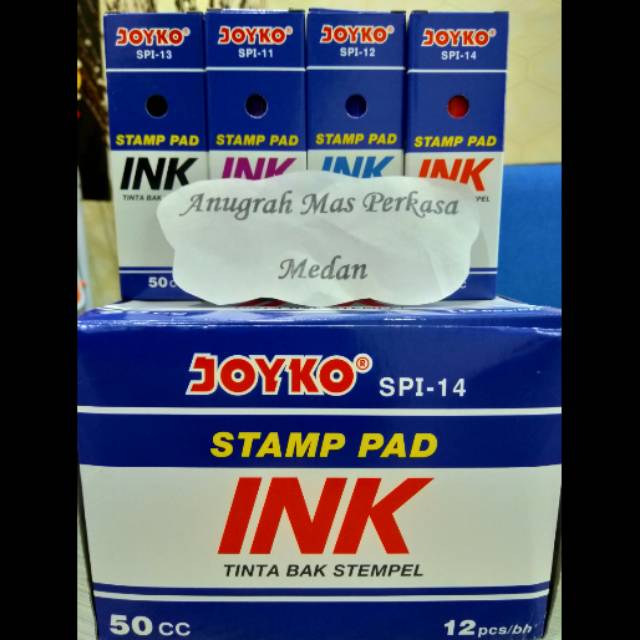 JOYKO® JOYKO® JOYKO® JOYKO®
SPI-13 SPI-11 SPI-12 SPI-14
STAMP PAD STAMP PAD STAMP PAD STAMP PAD
INK INK INK INK
TINTA BAK
Anugrah Mas Perkasa
Medan
50CC
JOYKO® SPI-14
STAMP PAD
INK
TINTA BAK STEMPEL
50 CC 12 pcs/bh